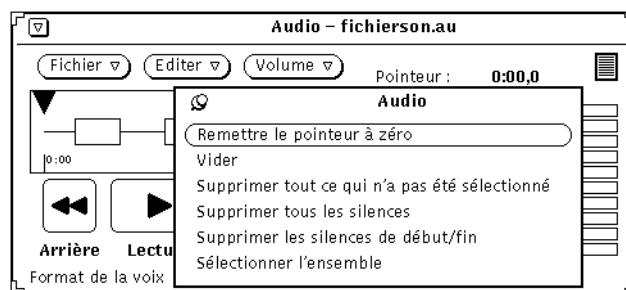 Audio – fichierson.au
Fichier Editer Volume Pointeur : 0:00,0
Audio
Remettre le pointeur à zéro
0:00
Vider
Supprimer tout ce qui n'a pas été sélectionné
Supprimer tous les silences
Supprimer les silences de début/fin
Arrière Lectu
Sélectionner l'ensemble
Format de la voix